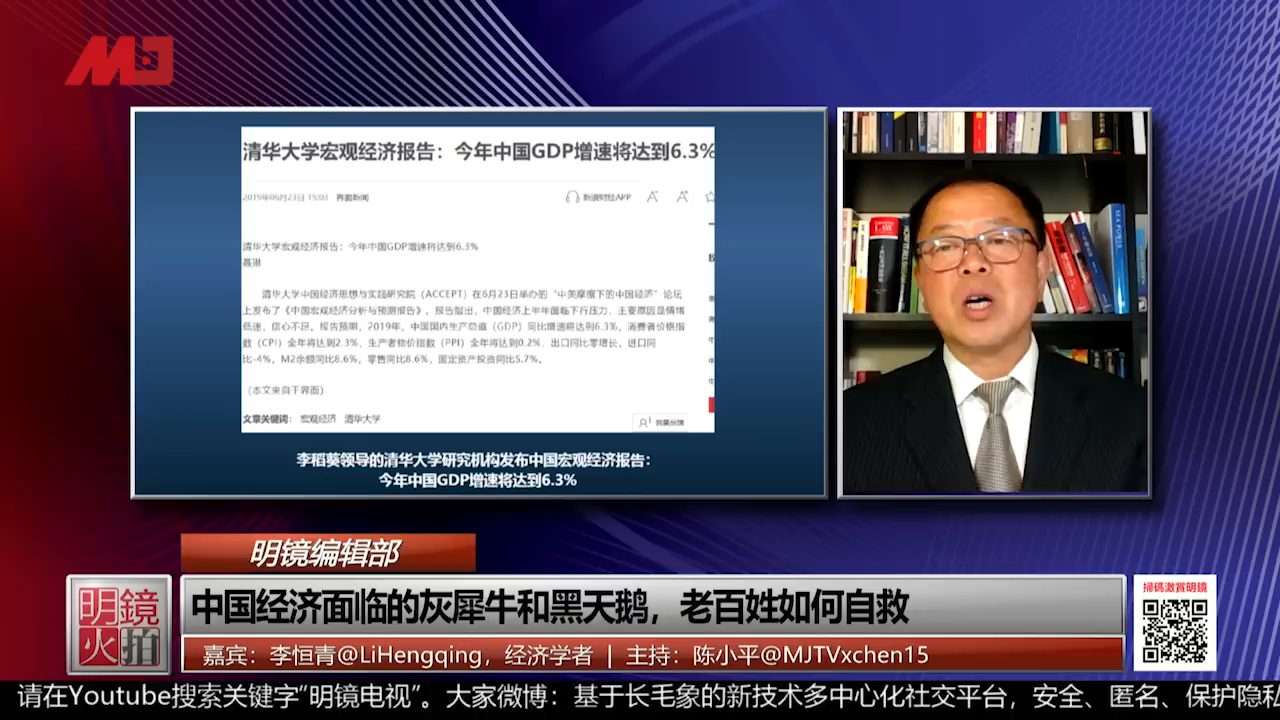 MD
清华大学宏观经济报告：今年中国GDP增速将达到6.3%
2019年06月23日 15:03 界面新闻
新浪财经APP
清华大学宏观经济报告：今年中国GDP增速将达到6.3%
聂琳
清华大学中国经济思想与实践研究院（ACCEPT）在6月23日举办的“中美摩擦下的中国经济”论坛
上发布了《中国宏观经济分析与预测报告》。报告指出，中国经济上半年面临下行压力，主要原因是情绪
低迷，信心不足。报告预期，2019年，中国国内生产总值（GDP）同比增速将达到6.3%，消费者价格指
数（CPI）全年将达到2.3%，生产者物价指数（PPI）全年将达到0.2%，出口同比零增长。进口同
比-4%，M2余额同比8.6%，零售同比8.6%，固定资产投资同比5.7%。
（本文来自于界面）
文章关键词： 宏观经济 清华大学
我要反馈
李稻葵领导的清华大学研究机构发布中国宏观经济报告：
今年中国GDP增速将达到6.3%
LAW
SEA POWER
明镜编辑部
明鏡
火拍
中国经济面临的灰犀牛和黑天鹅，老百姓如何自救
嘉宾：李恒青@LiHengqing，经济学者 | 主持：陈小平@MJTVxchen15
掃碼激賞明鏡
请在Youtube搜索关键字“明镜电视”。大家微博：基于长毛象的新技术多中心化社交平台，安全、匿名、保护隐私